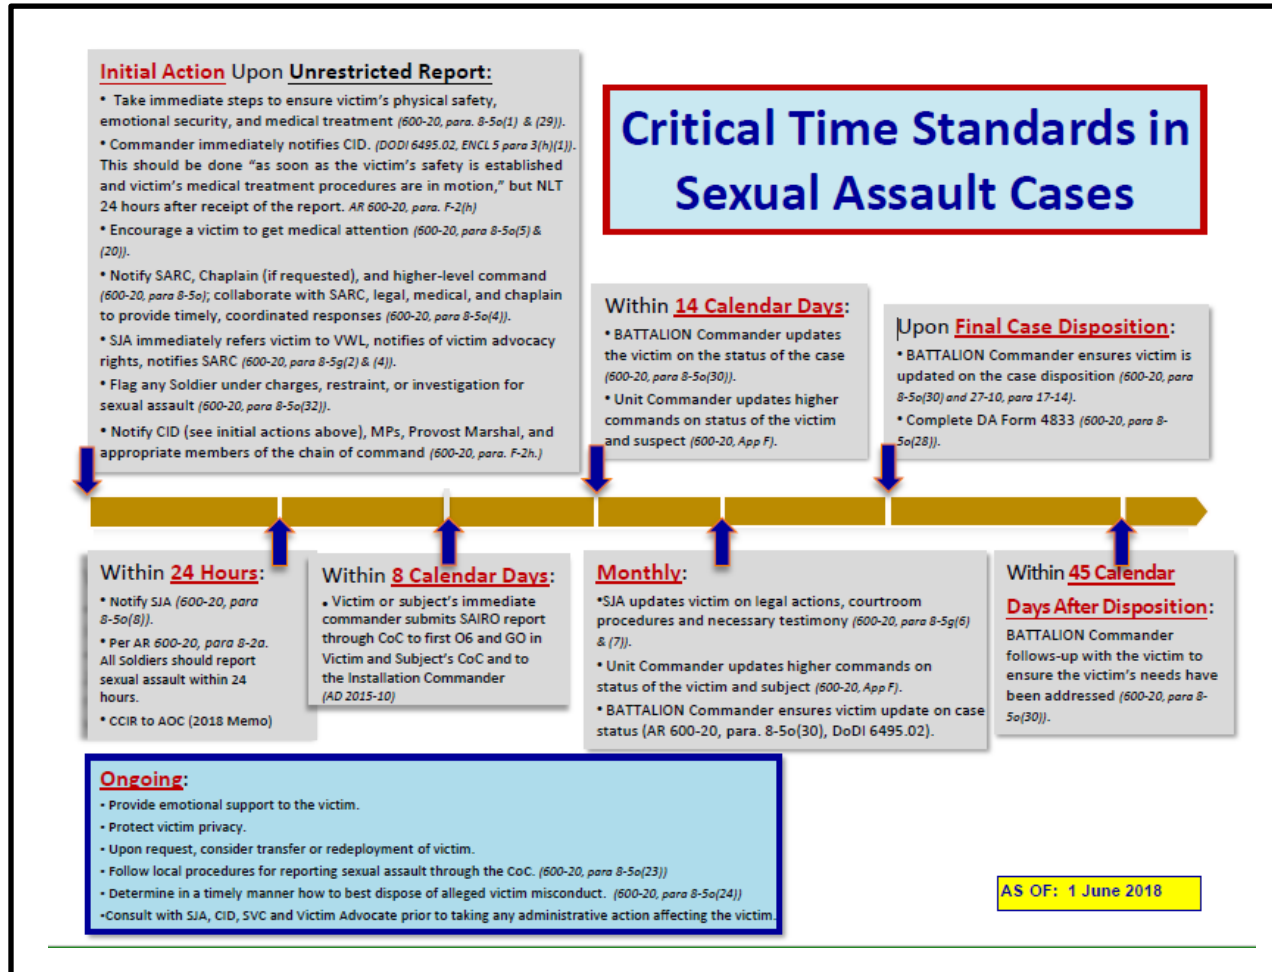 Initial Action Upon Unrestricted Report:
• Take immediate steps to ensure victim's physical safety,
emotional security, and medical treatment (600-20, para. 8-5o(1) & (29)).
• Commander immediately notifies CID. (DODI 6495.02, ENCL 5 para 3(h)(1)).
This should be done "as soon as the victim's safety is established
and victim's medical treatment procedures are in motion," but NLT
24 hours after receipt of the report. AR 600-20, para. F-2(h)
• Encourage a victim to get medical attention (600-20, para 8-5o(5) &
(20)).
• Notify SARC, Chaplain (if requested), and higher-level command
(600-20, para 8-5o); collaborate with SARC, legal, medical, and chaplain
to provide timely, coordinated responses (600-20, para 8-5o(4)).
• SJA immediately refers victim to VWL, notifies of victim advocacy
rights, notifies SARC (600-20, para 8-5g(2) & (4)).
• Flag any Soldier under charges, restraint, or investigation for
sexual assault (600-20, para 8-5o(32)).
• Notify CID (see initial actions above), MPs, Provost Marshal, and
appropriate members of the chain of command (600-20, para. F-2h.)
Critical Time Standards in
Sexual Assault Cases
Within 14 Calendar Days:
• BATTALION Commander updates
the victim on the status of the case
(600-20, para 8-5o(30)).
• Unit Commander updates higher
commands on status of the victim
and suspect (600-20, App F).
Upon Final Case Disposition:
• BATTALION Commander ensures victim is
updated on the case disposition (600-20, para
8-5o(30) and 27-10, para 17-14).
• Complete DA Form 4833 (600-20, para 8-
5o(28)).
Within 24 Hours:
• Notify SJA (600-20, para
8-5o(8)).
• Per AR 600-20, para 8-2a.
All Soldiers should report
sexual assault within 24
hours.
• CCIR to AOC (2018 Memo)
Within 8 Calendar Days:
• Victim or subject's immediate
commander submits SAIRO report
through CoC to first O6 and GO in
Victim and Subject's CoC and to
the Installation Commander
(AD 2015-10)
Monthly:
•SJA updates victim on legal actions, courtroom
procedures and necessary testimony (600-20, para 8-5g(6)
& (7)).
• Unit Commander updates higher commands on
status of the victim and subject (600-20, App F).
• BATTALION Commander ensures victim update on case
status (AR 600-20, para. 8-5o(30), DoDI 6495.02).
Within 45 Calendar
Days After Disposition:
BATTALION Commander
follows-up with the victim to
ensure the victim's needs have
been addressed (600-20, para 8-
5o(30)).
Ongoing:
• Provide emotional support to the victim.
• Protect victim privacy.
• Upon request, consider transfer or redeployment of victim.
• Follow local procedures for reporting sexual assault through the CoC. (600-20, para 8-5o(23))
• Determine in a timely manner how to best dispose of alleged victim misconduct. (600-20, para 8-5o(24))
•Consult with SJA, CID, SVC and Victim Advocate prior to taking any administrative action affecting the victim.
AS OF: 1 June 2018